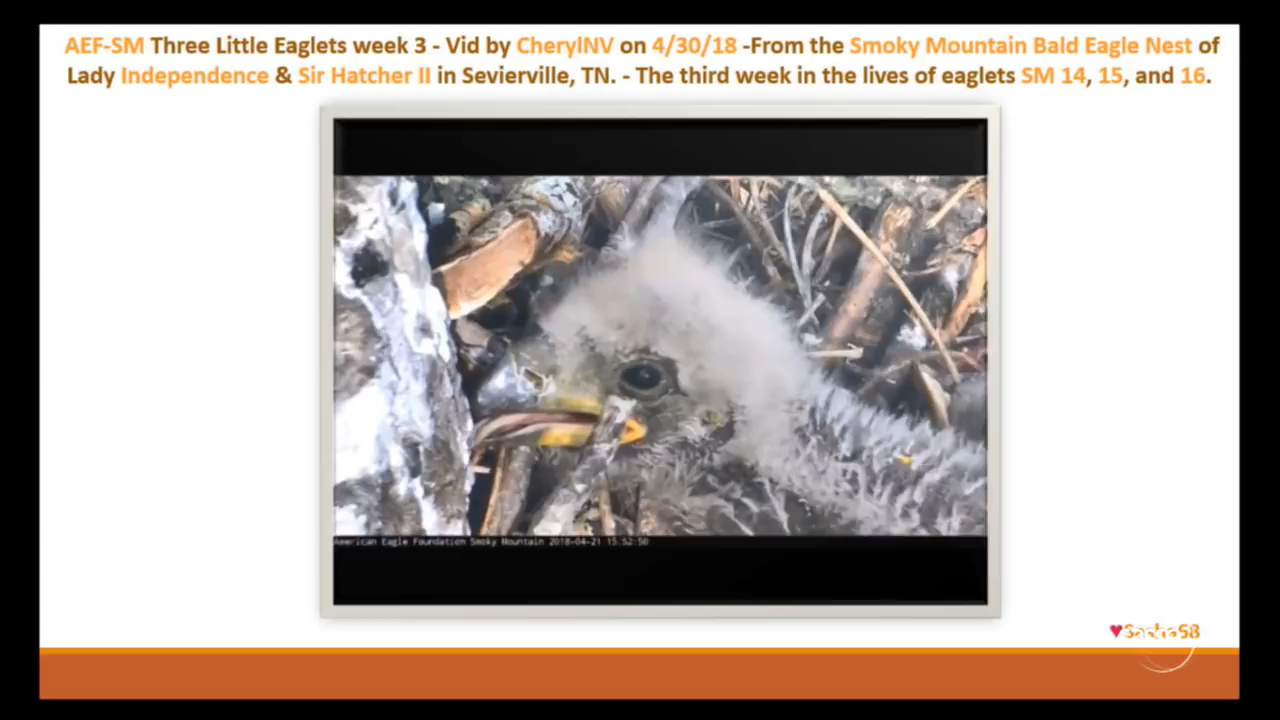 AEF-SM Three Little Eaglets week 3 - Vid by CherylNV on 4/30/18 -From the Smoky Mountain Bald Eagle Nest of
Lady Independence & Sir Hatcher II in Sevierville, TN. - The third week in the lives of eaglets SM 14, 15, and 16.
American Eagle Foundation Smoky Mountain 2018-04-21 15:52:50